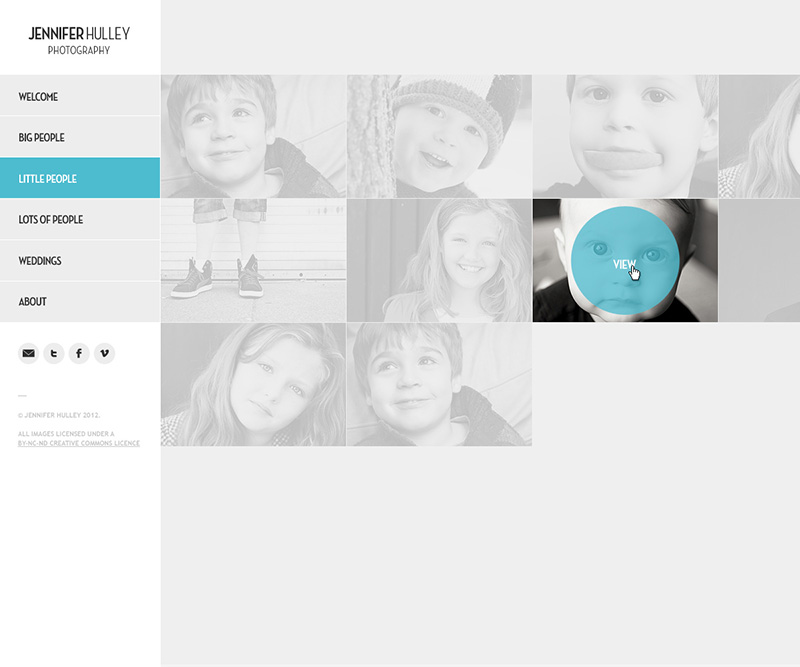 JENNIFER HULLEY
PHOTOGRAPHY
WELCOME
BIG PEOPLE
LITTLE PEOPLE
LOTS OF PEOPLE
WEDDINGS
ABOUT
VIEW
© JENNIFER HULLEY 2012.
ALL IMAGES LICENSED UNDER A
BY-NC-ND CREATIVE COMMONS LICENCE